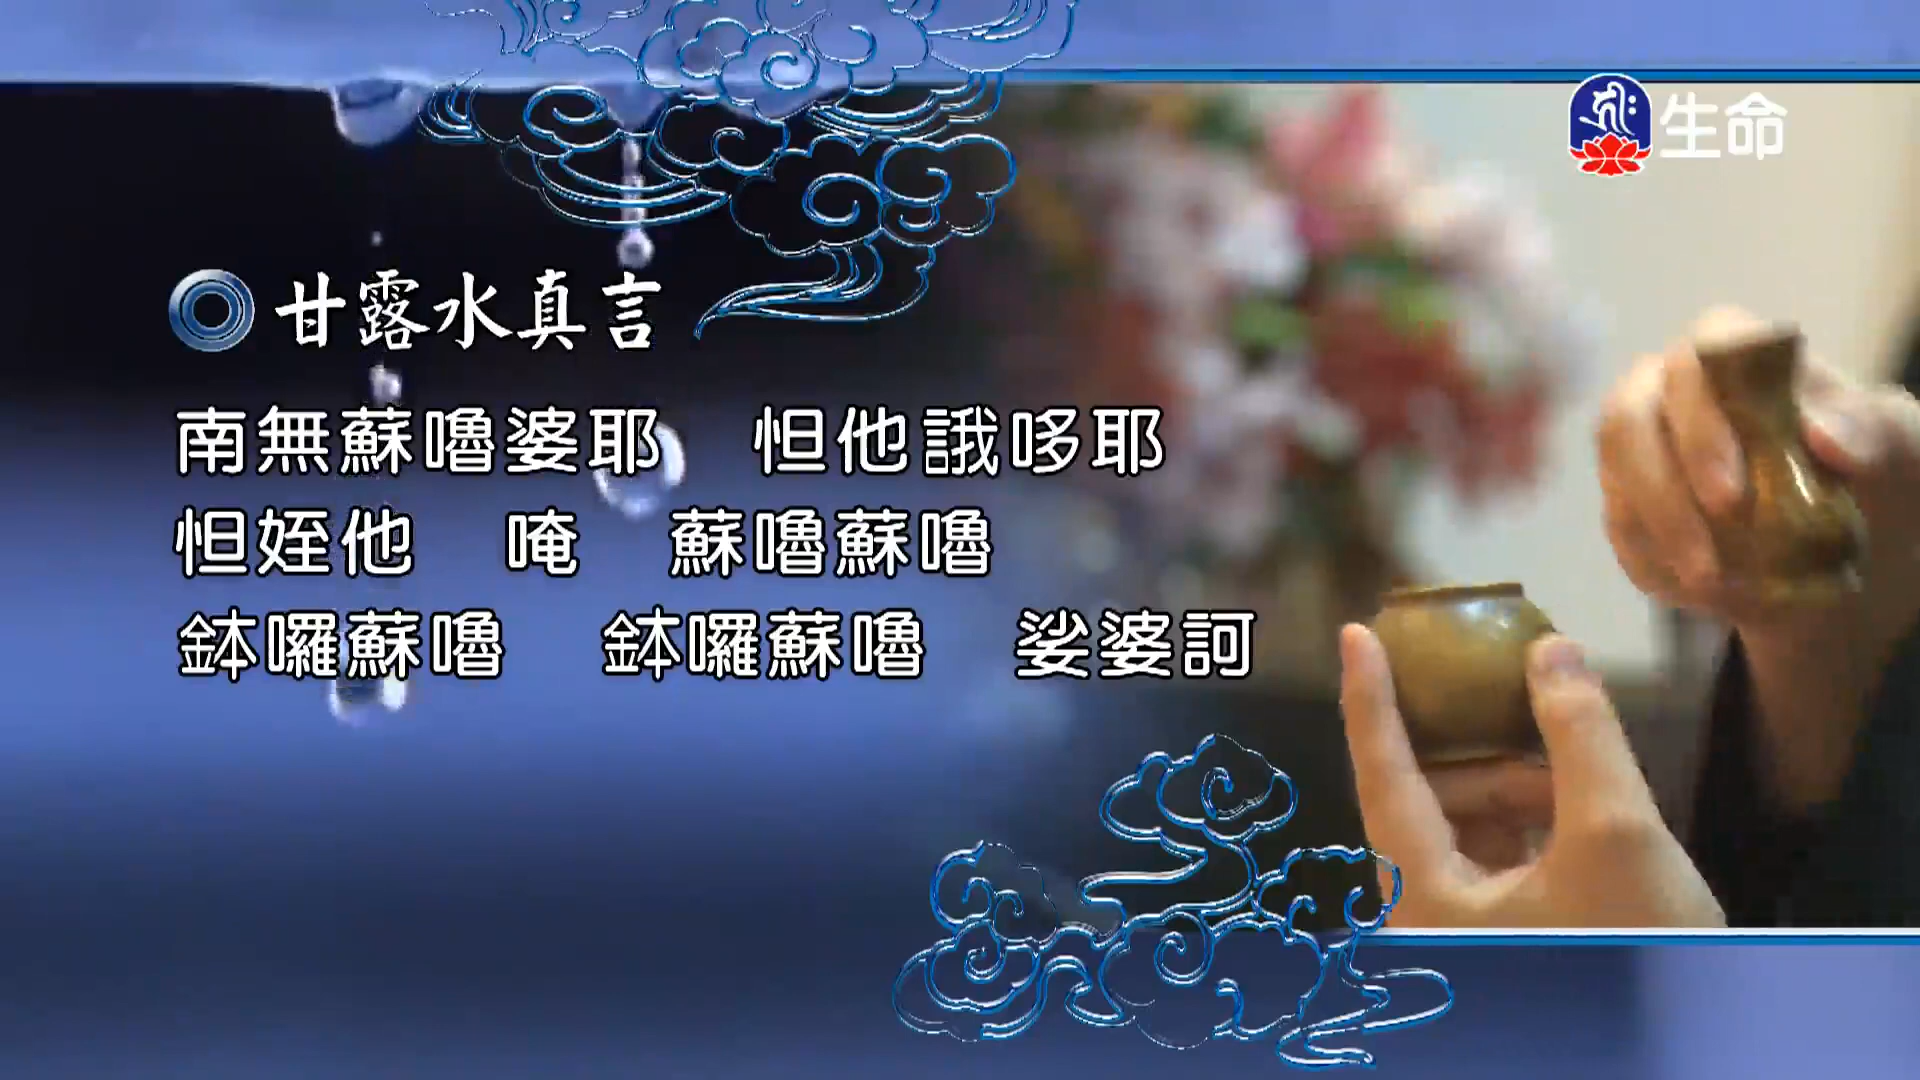 生命
甘露水真言
南無蘇嚕婆耶　怛他誐哆耶
怛姪他　唵　蘇嚕蘇嚕
鉢囉蘇嚕　鉢囉蘇嚕　娑婆訶